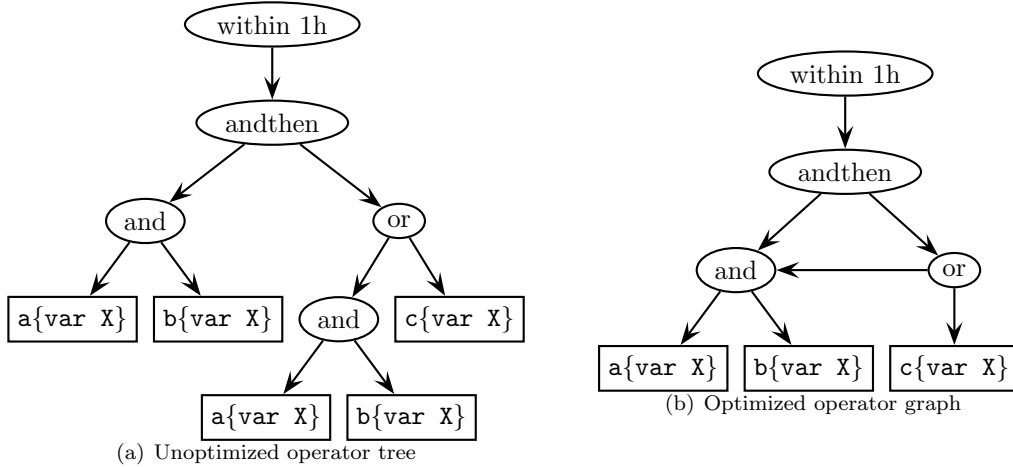 within 1h
andthen
and
or
a{var X}
b{var X}
and
c{var X}
a{var X}
b{var X}
(a) Unoptimized operator tree
within 1h
andthen
and
or
a{var X}
b{var X}
c{var X}
(b) Optimized operator graph